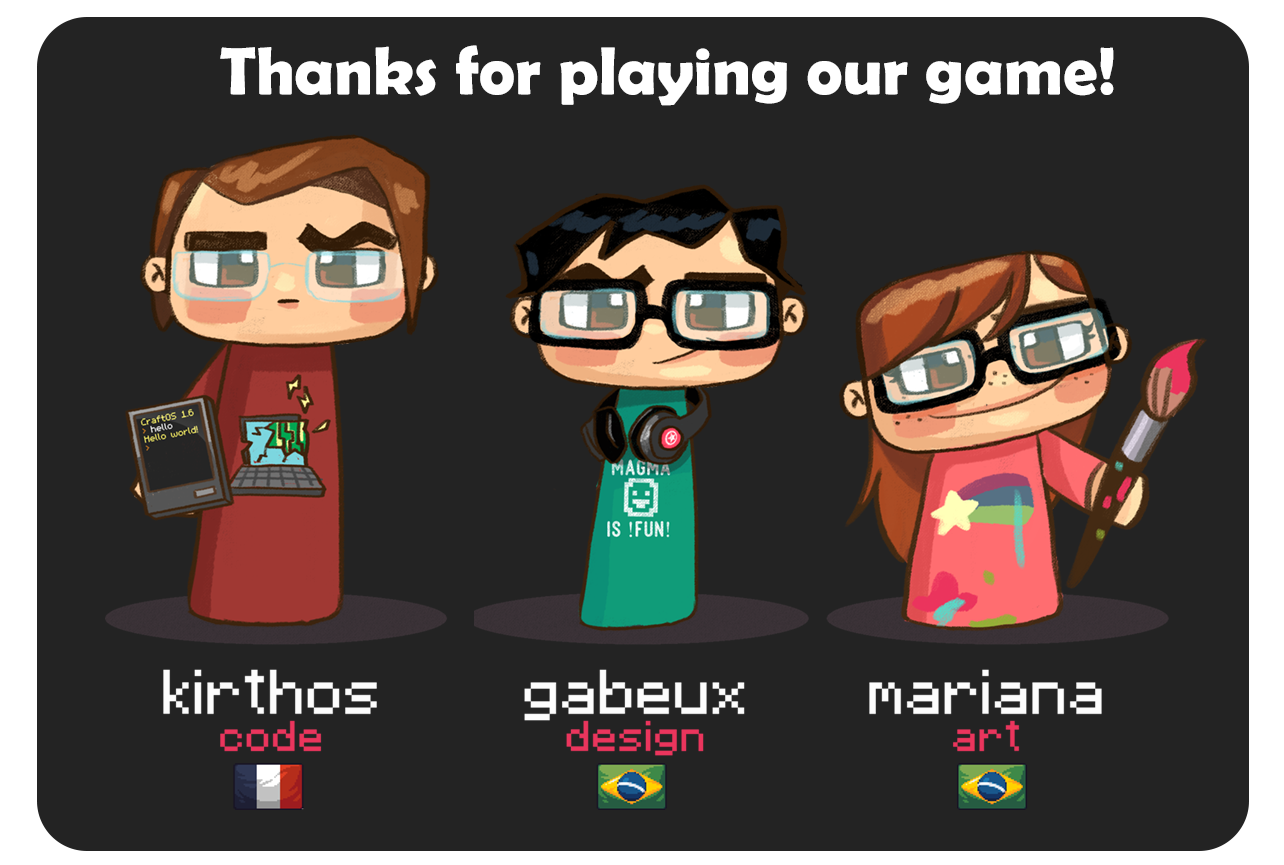 Thanks for playing our game!
CraftOS 1.6
> hello
Hello world!
>
MAGMA
IS !FUN!
kirthos
gabeux
mariana
code
design
art